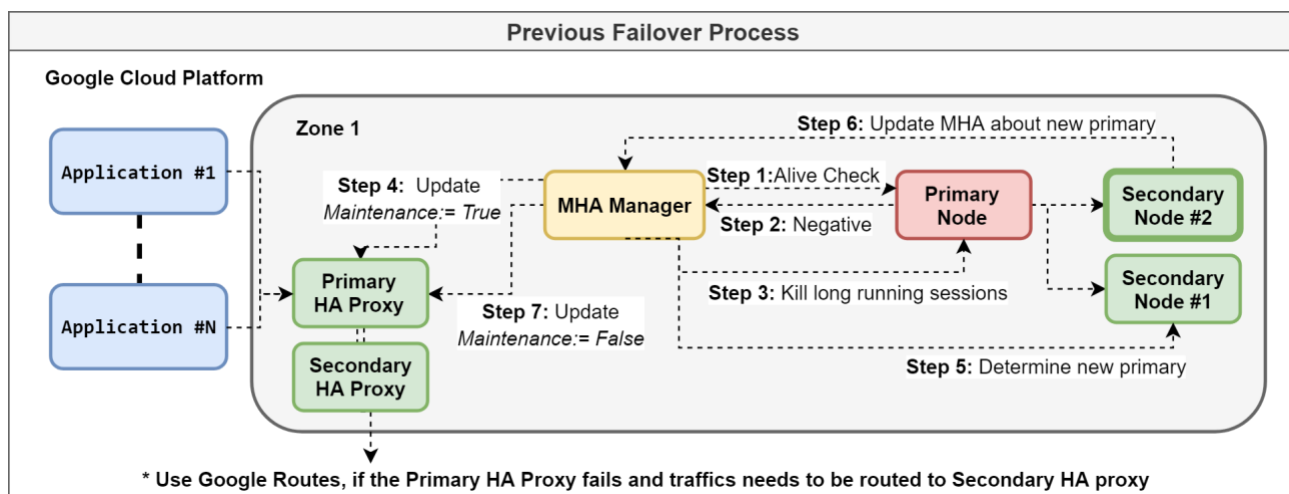 Previous Failover Process
Google Cloud Platform
Zone 1
Application #1
Application #N
Step 4: Update
Maintenance:= True
Primary
HA Proxy
Secondary
HA Proxy
MHA Manager
Step 7: Update
Maintenance:= False
Step 6: Update MHA about new primary
Step 1:Alive Check
Step 2: Negative
Step 3: Kill long running sessions
Primary
Node
Secondary
Node #2
Secondary
Node #1
Step 5: Determine new primary
* Use Google Routes, if the Primary HA Proxy fails and traffics needs to be routed to Secondary HA proxy